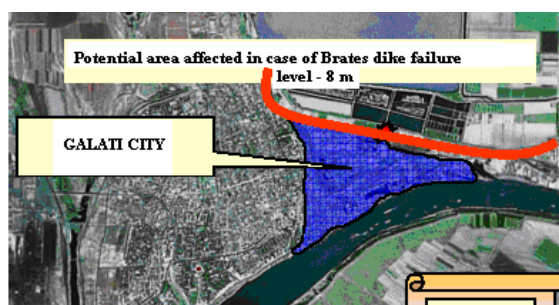 Potential area affected in case of Brates dike failure
level - 8 m
GALATI CITY